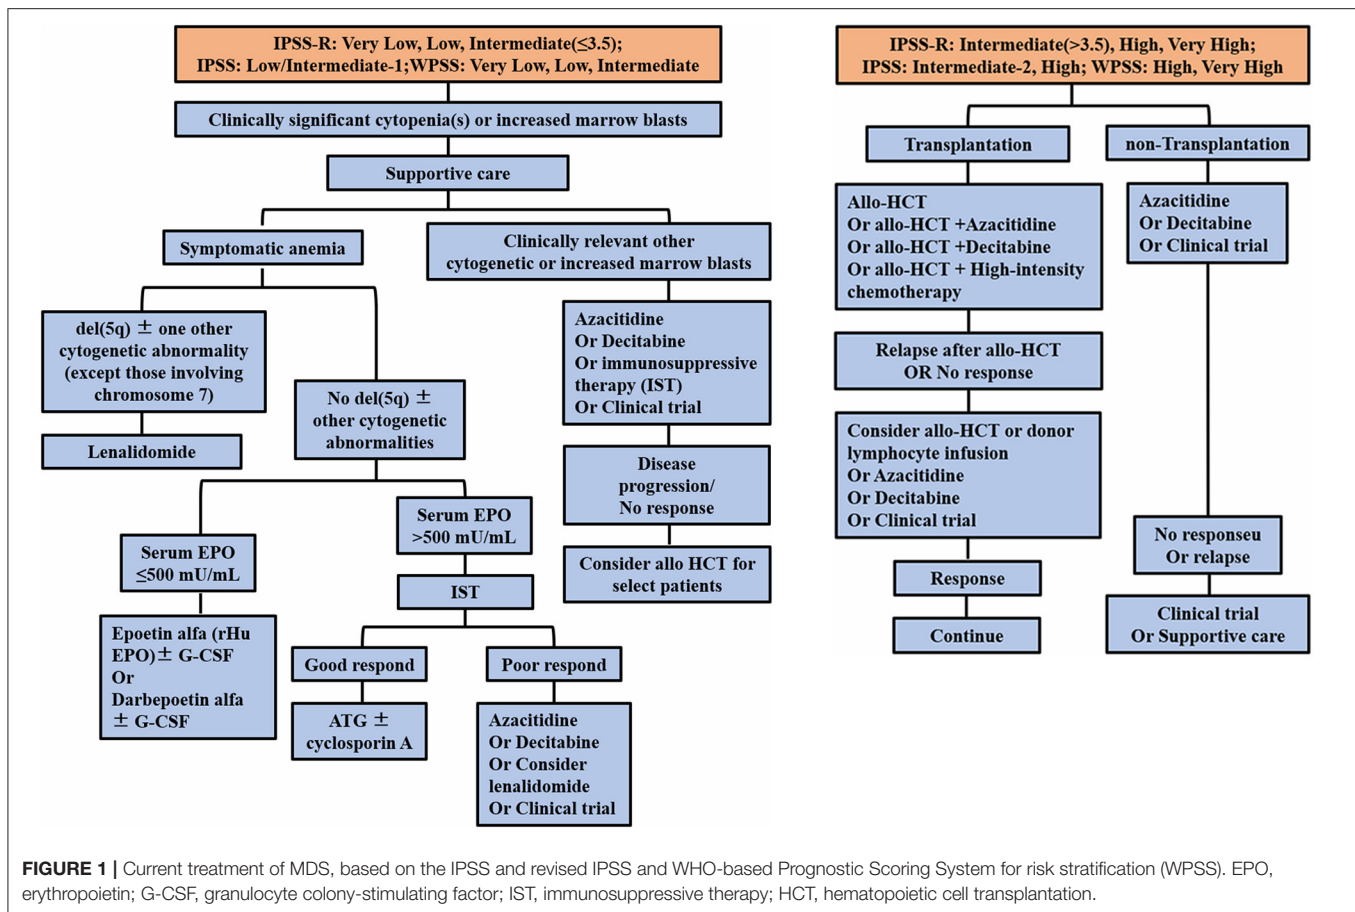 IPSS-R: Very Low, Low, Intermediate(≤3.5);
IPSS: Low/Intermediate-1;WPSS: Very Low, Low, Intermediate
Clinically significant cytopenia(s) or increased marrow blasts
Supportive care
Symptomatic anemia
Clinically relevant other
cytogenetic or increased marrow blasts
del(5q) ± one other
cytogenetic abnormality
(except those involving
chromosome 7)
Lenalidomide
No del(5q) ±
other cytogenetic
abnormalities
Azacitidine
Or Decitabine
Or immunosuppressive
therapy (IST)
Or Clinical trial
Disease
progression/
No response
Consider allo HCT for
select patients
Serum EPO
≤500 mU/mL
Serum EPO
>500 mU/mL
IST
Epoetin alfa (rHu
EPO)± G-CSF
Or
Darbepoetin alfa
± G-CSF
Good respond
Poor respond
ATG ±
cyclosporin A
Azacitidine
Or Decitabine
Or Consider
lenalidomide
Or Clinical trial
IPSS-R: Intermediate(>3.5), High, Very High;
IPSS: Intermediate-2, High; WPSS: High, Very High
Transplantation
non-Transplantation
Allo-HCT
Or allo-HCT +Azacitidine
Or allo-HCT +Decitabine
Or allo-HCT + High-intensity
chemotherapy
Azacitidine
Or Decitabine
Or Clinical trial
Relapse after allo-HCT
OR No response
Consider allo-HCT or donor
lymphocyte infusion
Or Azacitidine
Or Decitabine
Or Clinical trial
No responseu
Or relapse
Response
Continue
Clinical trial
Or Supportive care
FIGURE 1 | Current treatment of MDS, based on the IPSS and revised IPSS and WHO-based Prognostic Scoring System for risk stratification (WPSS). EPO,
erythropoietin; G-CSF, granulocyte colony-stimulating factor; IST, immunosuppressive therapy; HCT, hematopoietic cell transplantation.